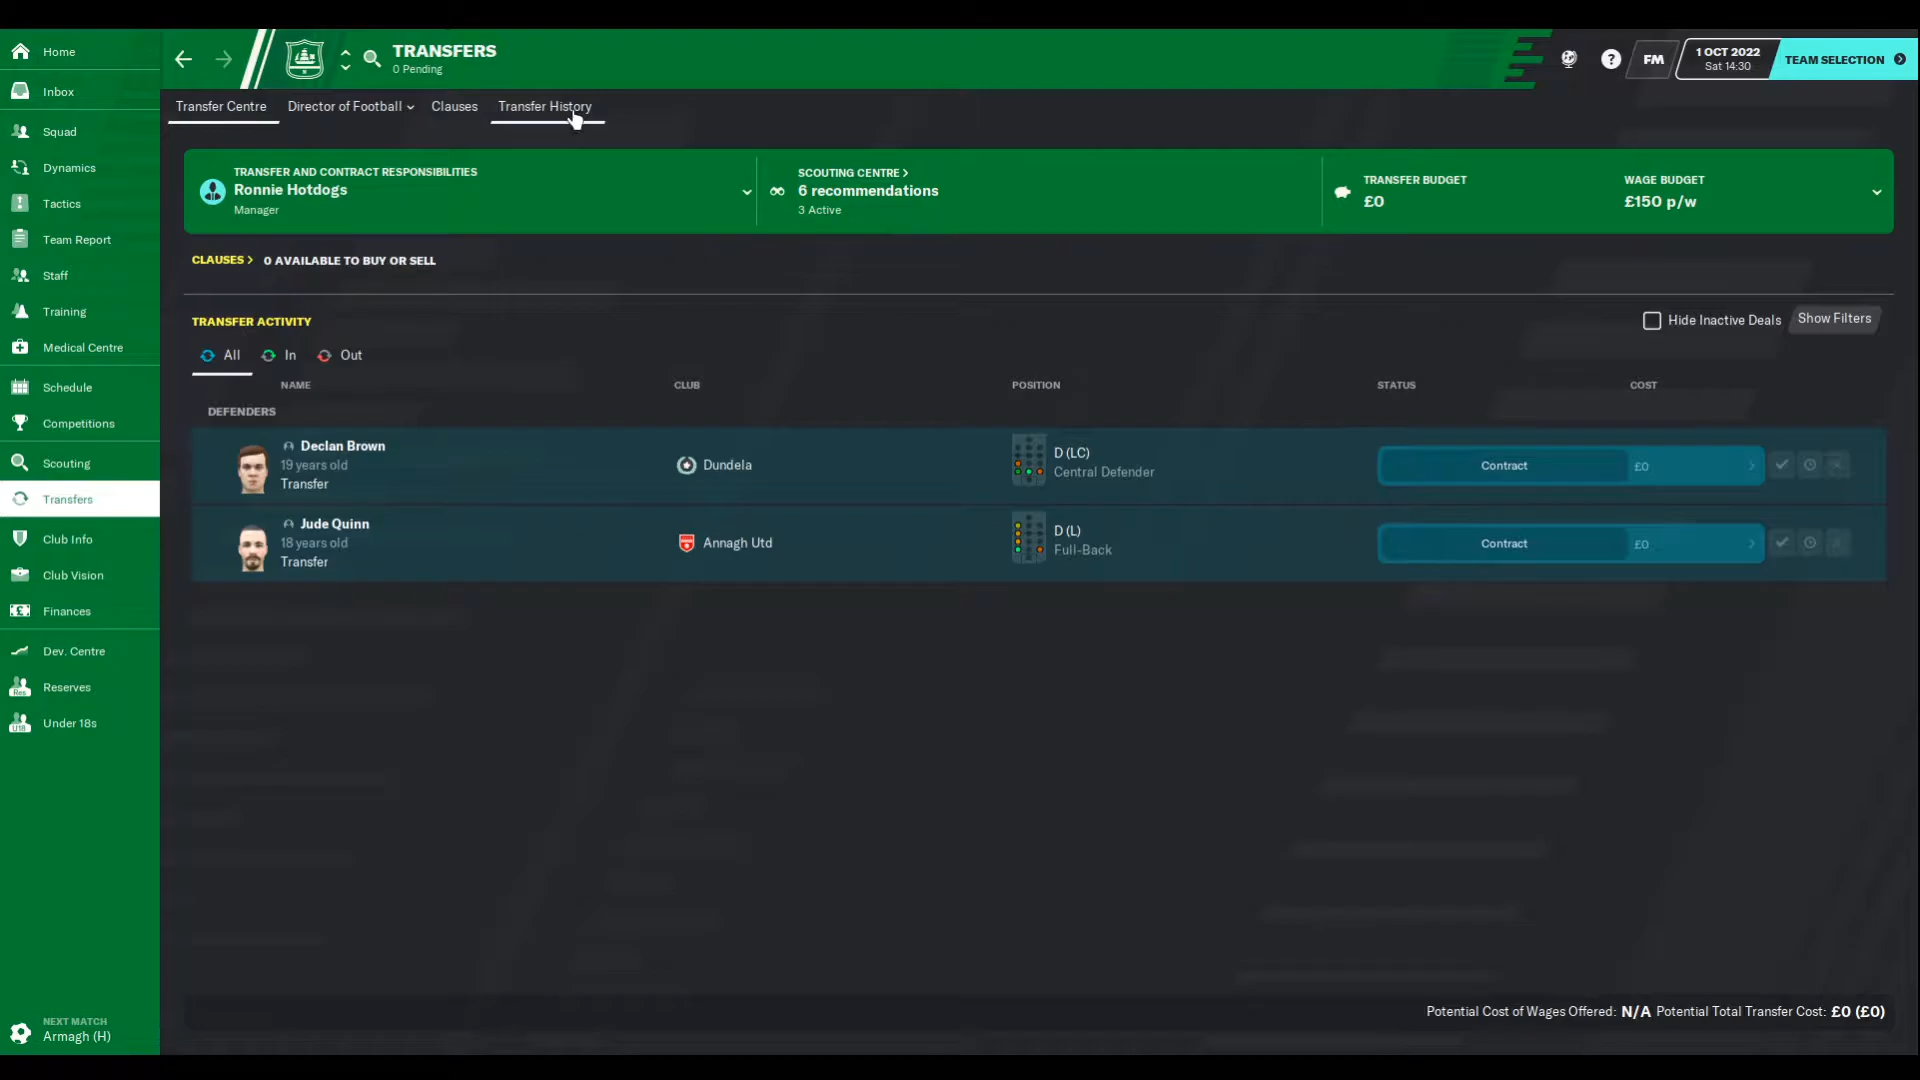 Home
Inbox
Squad
Dynamics
Tactics
Team Report
Staff
Training
Medical Centre
Schedule
Competitions
Scouting
Transfers
Club Info
Club Vision
Finances
Dev. Centre
Res
Reserves
U18
Under 18s
NEXT MATCH
Armagh (H)
TRANSFERS
0 Pending
FM
1 OCT 2022
Sat 14:30
TEAM SELECTION
Transfer Centre Director of Football Clauses Transfer History
TRANSFER AND CONTRACT RESPONSIBILITIES
Ronnie Hotdogs
Manager
SCOUTING CENTRE >
6 recommendations
3 Active
TRANSFER BUDGET
£0
WAGE BUDGET
£150 p/w
CLAUSES > 0 AVAILABLE TO BUY OR SELL
TRANSFER ACTIVITY
Hide Inactive Deals Show Filters
All In Out
NAME CLUB POSITION STATUS COST
DEFENDERS
Declan Brown
19 years old
Transfer
Dundela
D (LC)
Central Defender
Contract £0
Jude Quinn
18 years old
Transfer
Annagh Utd
D (L)
Full-Back
Contract £0
Potential Cost of Wages Offered: N/A Potential Total Transfer Cost: £0 (£0)